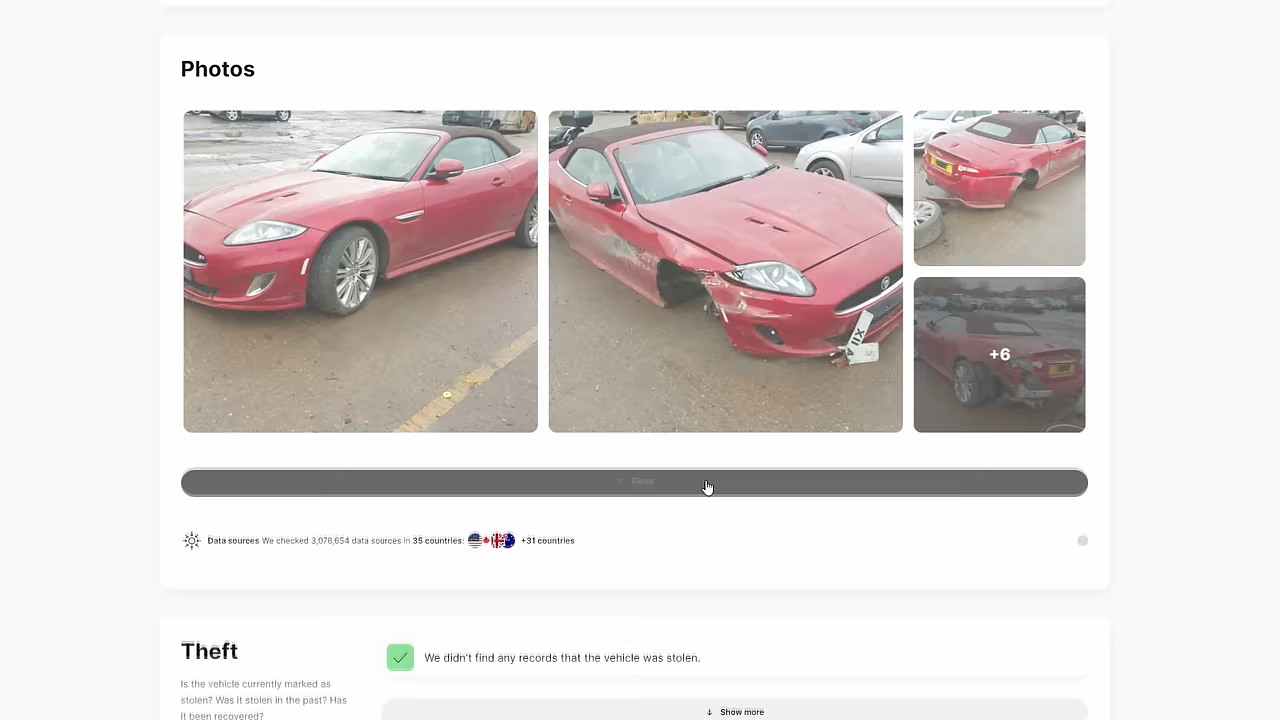 Photos
+6
Close
Data sources We checked 3,076,654 data sources in 35 countries: +31 countries
Theft
We didn't find any records that the vehicle was stolen.
Is the vehicle currently marked as
stolen? Was it stolen in the past? Has
it been recovered?
Show more